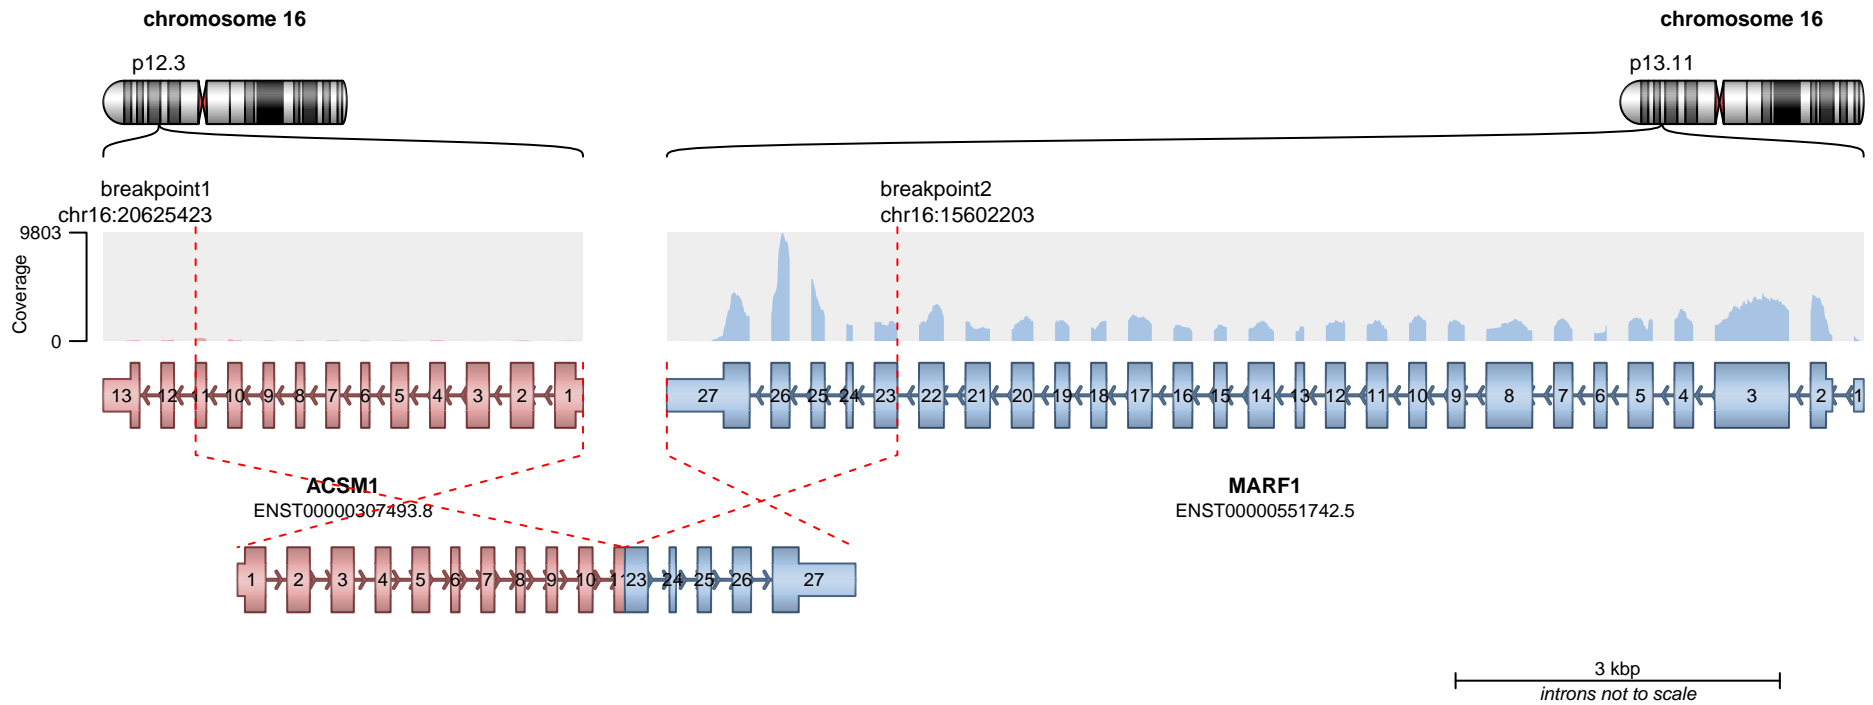 chromosome 16
chromosome 16
p12.3
p13.11
breakpoint1
chr16:20625423
breakpoint2
chr16:15602203
9803
Coverage
0
13 12 11 10 9 8 7 6 5 4 3 2 1
27 26 25 24 23 22 21 20 19 18 17 16 15 14 13 12 11 10 9 8 7 6 5 4 3 2 1
ACSM1
ENST00000307493.8
MARF1
ENST00000551742.5
1 2 3 4 5 6 7 8 9 10 11 23 24 25 26 27
3 kbp
introns not to scale